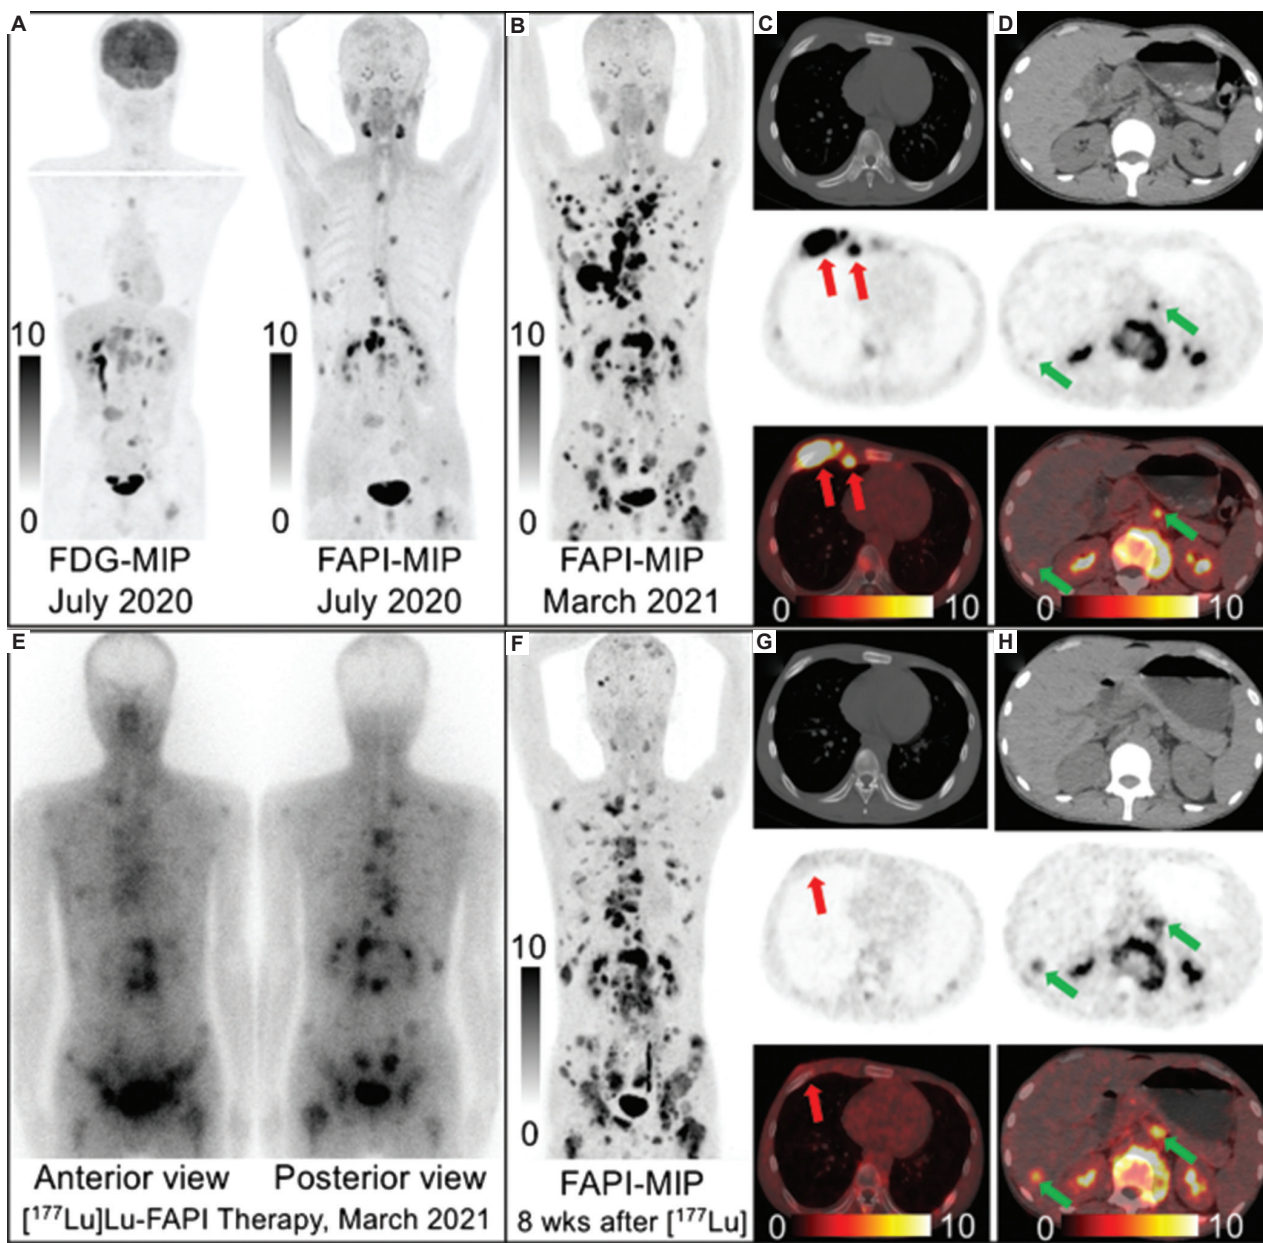 A
B
C
D
10
0
10
0
10
0
FDG-MIP
July 2020
FAPI-MIP
July 2020
FAPI-MIP
March 2021
0 10
0 10
E
F
G
H
10
0
Anterior view
Posterior view
[¹⁷⁷Lu]Lu-FAPI Therapy, March 2021
FAPI-MIP
8 wks after [¹⁷⁷Lu]
0 10
0 10